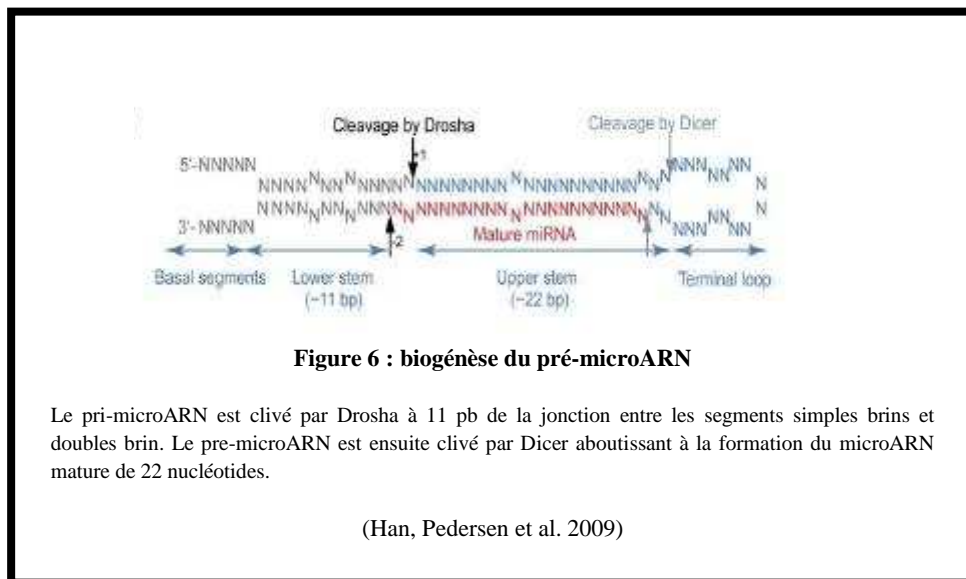 Cleavage by Drosha
Cleavage by Dicer
+1
5'-NNNNN
3'-NNNNN
-2
Mature miRNA
Basal segments
Lower stem
(~11 bp)
Upper stem
(~22 bp)
Terminal loop
Figure 6 : biogénèse du pré-microARN
Le pri-microARN est clivé par Drosha à 11 pb de la jonction entre les segments simples brins et
doubles brin. Le pre-microARN est ensuite clivé par Dicer aboutissant à la formation du microARN
mature de 22 nucléotides.
(Han, Pedersen et al. 2009)